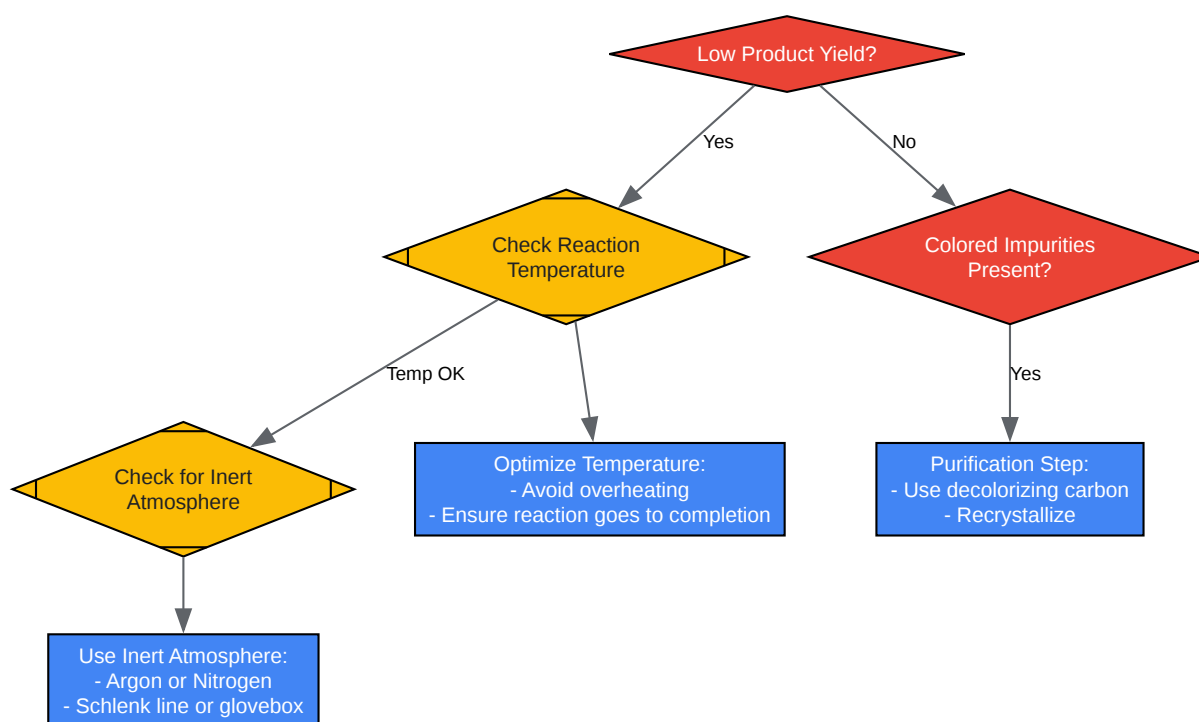 Low Product Yield?
Yes
No
Check Reaction
Temperature
Colored Impurities
Present?
Temp OK
Yes
Check for Inert
Atmosphere
Optimize Temperature:
- Avoid overheating
- Ensure reaction goes to completion
Purification Step:
- Use decolorizing carbon
- Recrystallize
Use Inert Atmosphere:
- Argon or Nitrogen
- Schlenk line or glovebox